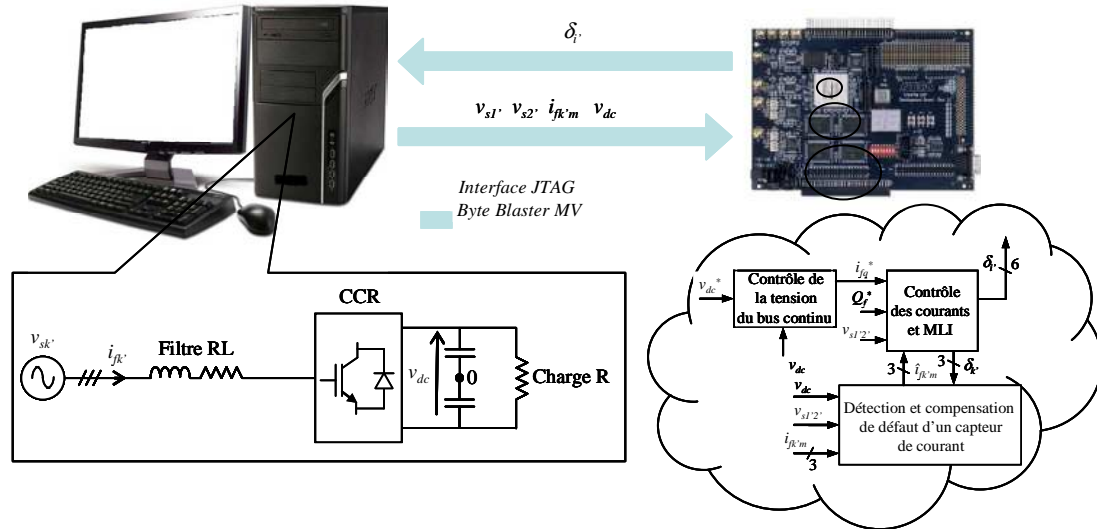 δi'
vs1', vs2', ifk'm vdc
Interface JTAG
Byte Blaster MV
CCR
vsk'
ifk'
Filtre RL
vdc
0
Charge R
vdc*
Contrôle de
la tension
du bus continu
vdc
ifq*
Qf*
vs1'2'
Contrôle
des courants
et MLI
δi'
6
3
îfk'm
3
δk'
vdc
vs1'2'
ifk'm
3
Détection et compensation
de défaut d'un capteur
de courant